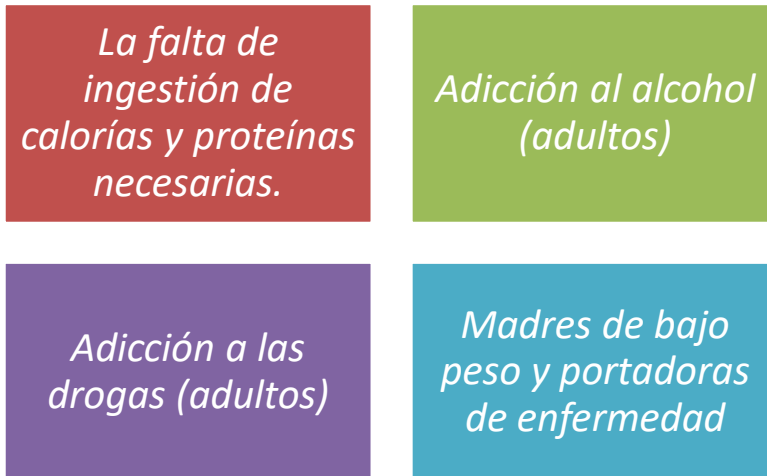 La falta de
ingestión de
calorías y proteínas
necesarias.
Adicción al alcohol
(adultos)
Adicción a las
drogas (adultos)
Madres de bajo
peso y portadoras
de enfermedad